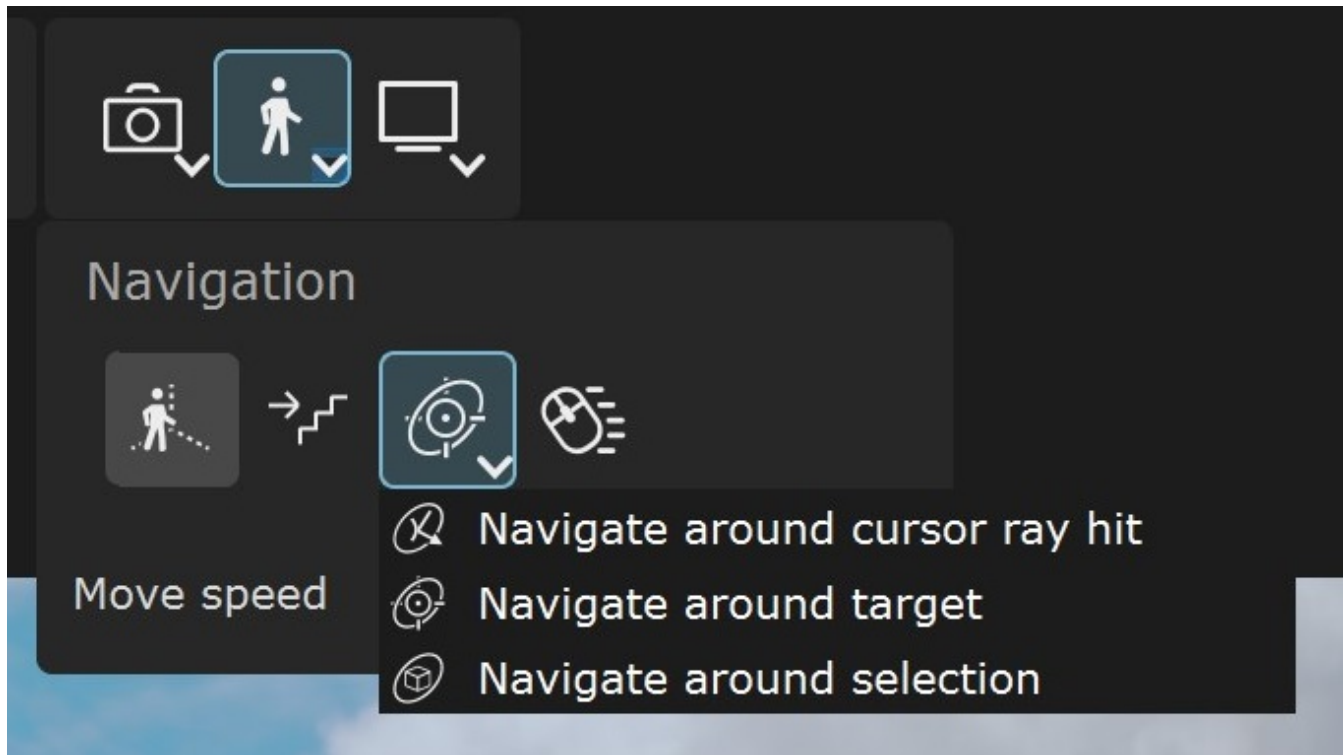 Navigation
Navigate around cursor ray hit
Move speed
Navigate around target
Navigate around selection